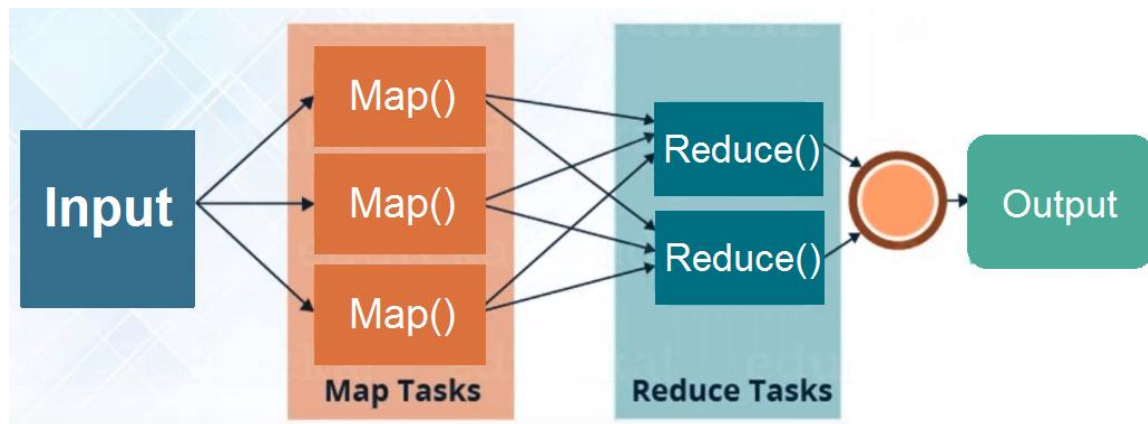 Input
Map()
Map()
Map()
Map Tasks
Reduce()
Reduce()
Reduce Tasks
Output